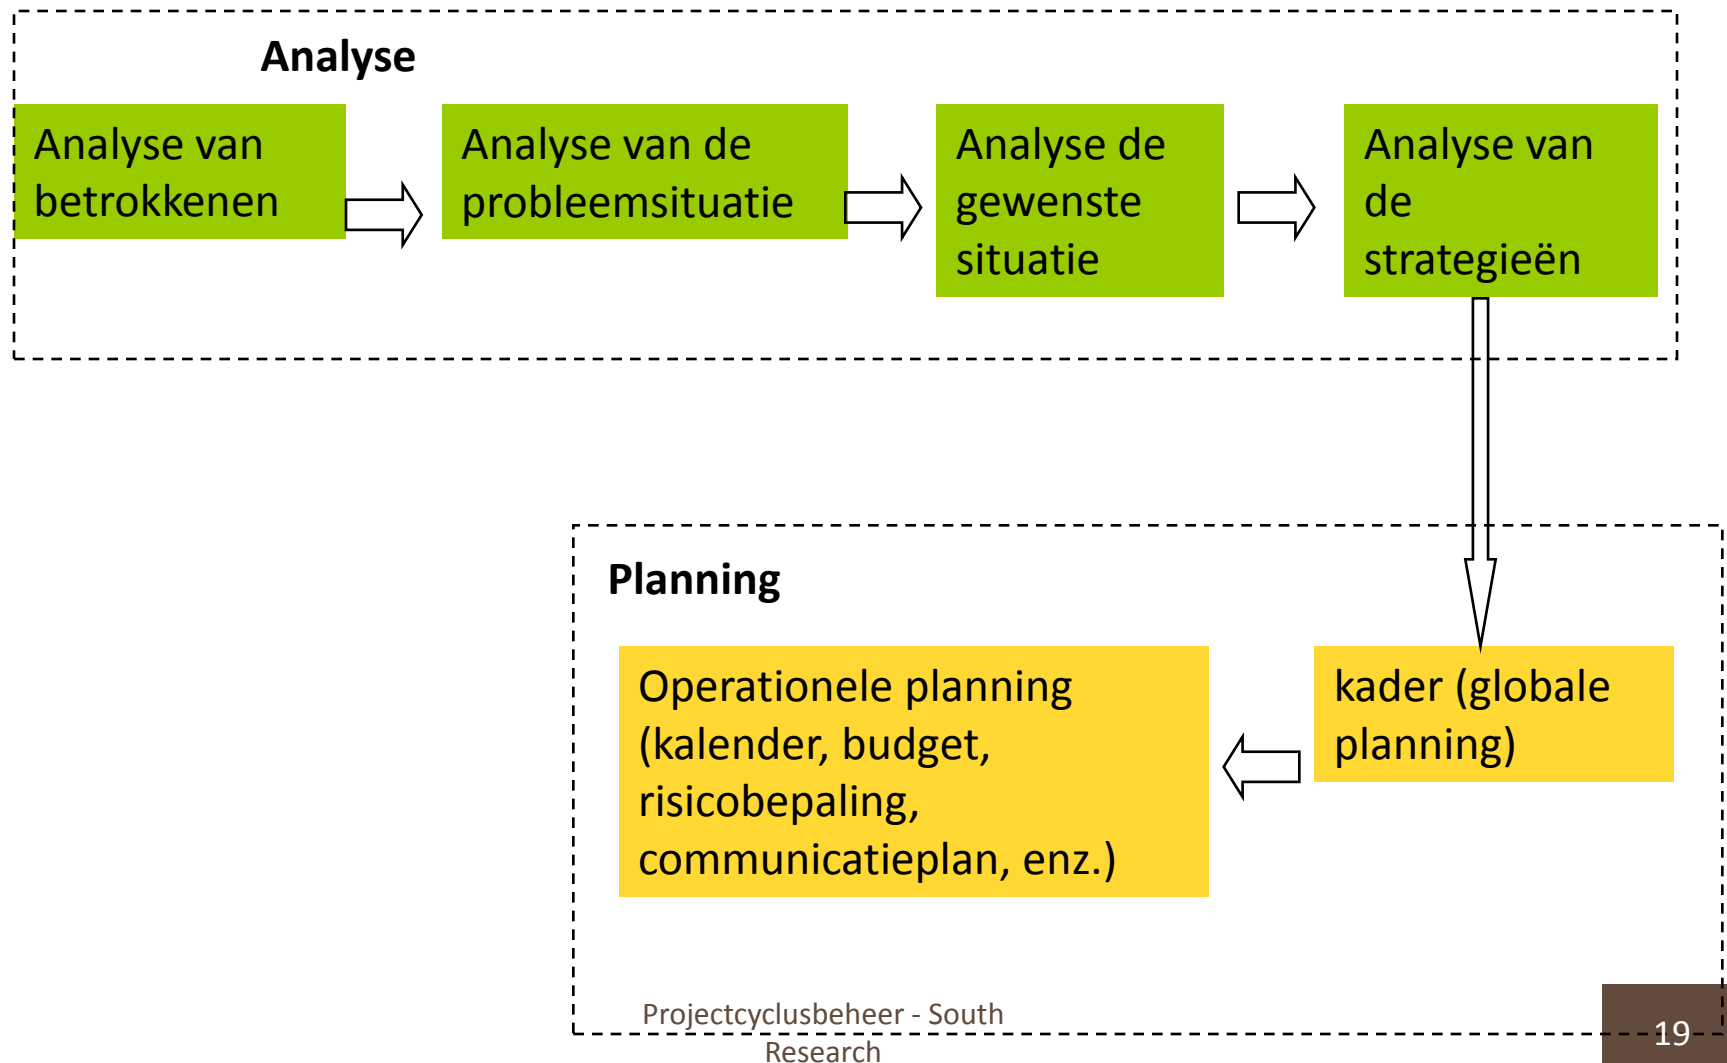 Analyse
Analyse van
betrokkenen
Analyse van de
probleemsituatie
Analyse de
gewenste
situatie
Analyse van
de
strategieën
Planning
Operationele planning
(kalender, budget,
risicobepaling,
communicatieplan, enz.)
kader (globale
planning)
Projectcyclusbeheer - South
Research
19